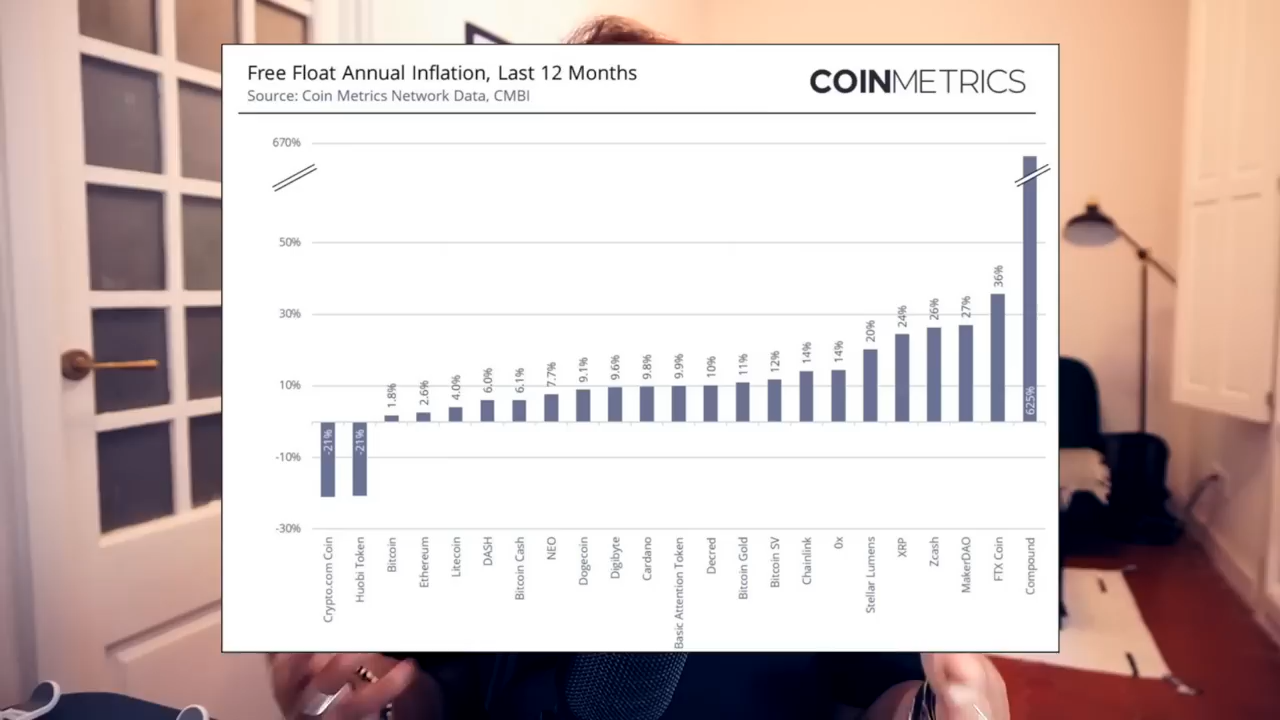 Free Float Annual Inflation, Last 12 Months
COINMETRICS
Source: Coin Metrics Network Data, CMBI
670%
50%
30%
10%
-10%
-30%
-21%
-21%
1.8%
2.6%
4.0%
6.0%
6.1%
7.7%
9.1%
9.6%
9.8%
9.9%
10%
11%
12%
14%
14%
20%
24%
26%
27%
36%
625%
Crypto.com Coin
Huobi Token
Bitcoin
Ethereum
Litecoin
DASH
Bitcoin Cash
NEO
Dogecoin
Digibyte
Cardano
Basic Attention Token
Decred
Bitcoin Gold
Bitcoin SV
Chainlink
0x
Stellar Lumens
XRP
Zcash
MakerDAO
FTX Coin
Compound